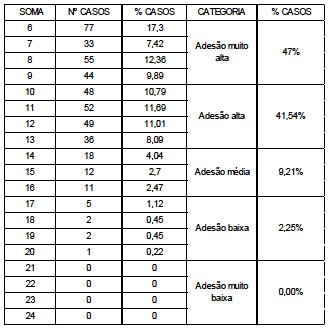 SOMA Nº CASOS % CASOS CATEGORIA % CASOS
6 77 17,3 Adesão muito alta 47%
7 33 7,42
8 55 12,36
9 44 9,89
10 48 10,79 Adesão alta 41,54%
11 52 11,69
12 49 11,01
13 36 8,09
14 18 4,04 Adesão média 9,21%
15 12 2,7
16 11 2,47
17 5 1,12 Adesão baixa 2,25%
18 2 0,45
19 2 0,45
20 1 0,22
21 0 0 Adesão muito baixa 0,00%
22 0 0
23 0 0
24 0 0